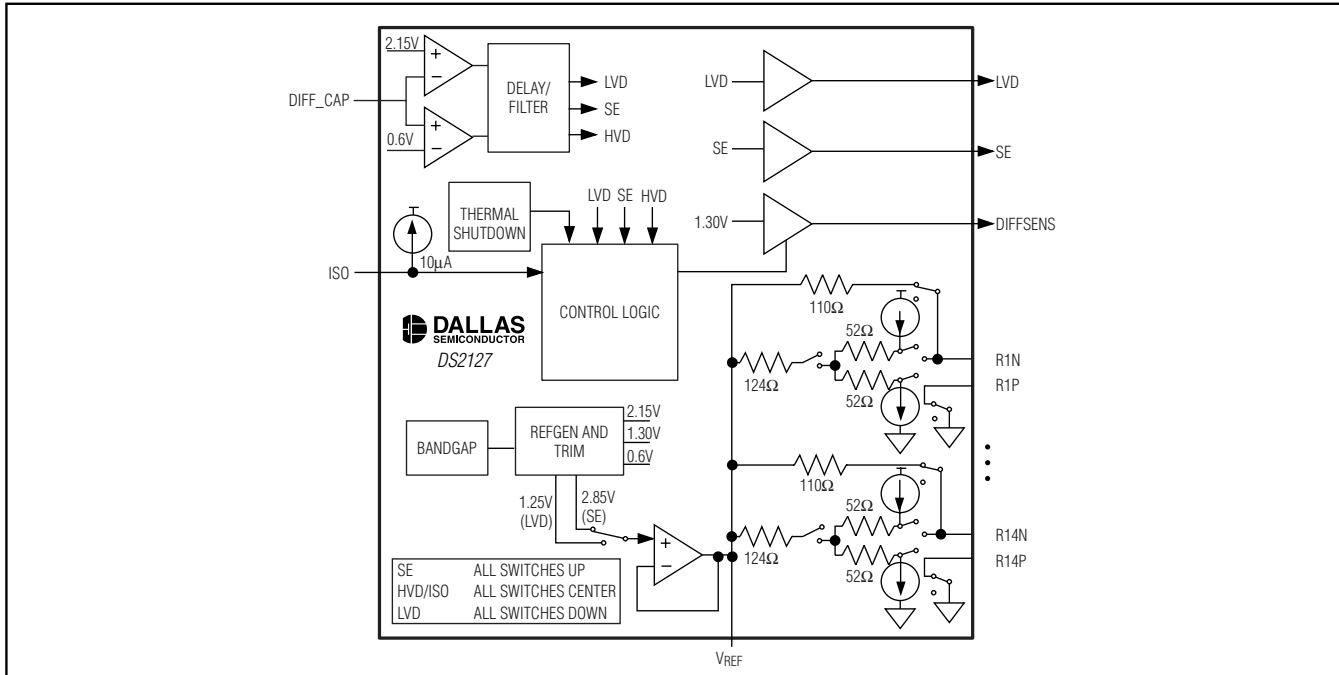 2.15V
DIFF_CAP
0.6V
DELAY/
FILTER
LVD
SE
HVD
LVD
LVD
SE
SE
1.30V
DIFFSENS
THERMAL
SHUTDOWN
LVD SE HVD
ISO
10µA
CONTROL LOGIC
DALLAS
SEMICONDUCTOR
DS2127
110Ω
52Ω
124Ω
52Ω
R1N
R1P
BANDGAP
REFGEN AND
TRIM
2.15V
1.30V
0.6V
1.25V
(LVD)
2.85V
(SE)
110Ω
52Ω
124Ω
52Ω
R14N
R14P
SE ALL SWITCHES UP
HVD/ISO ALL SWITCHES CENTER
LVD ALL SWITCHES DOWN
VREF